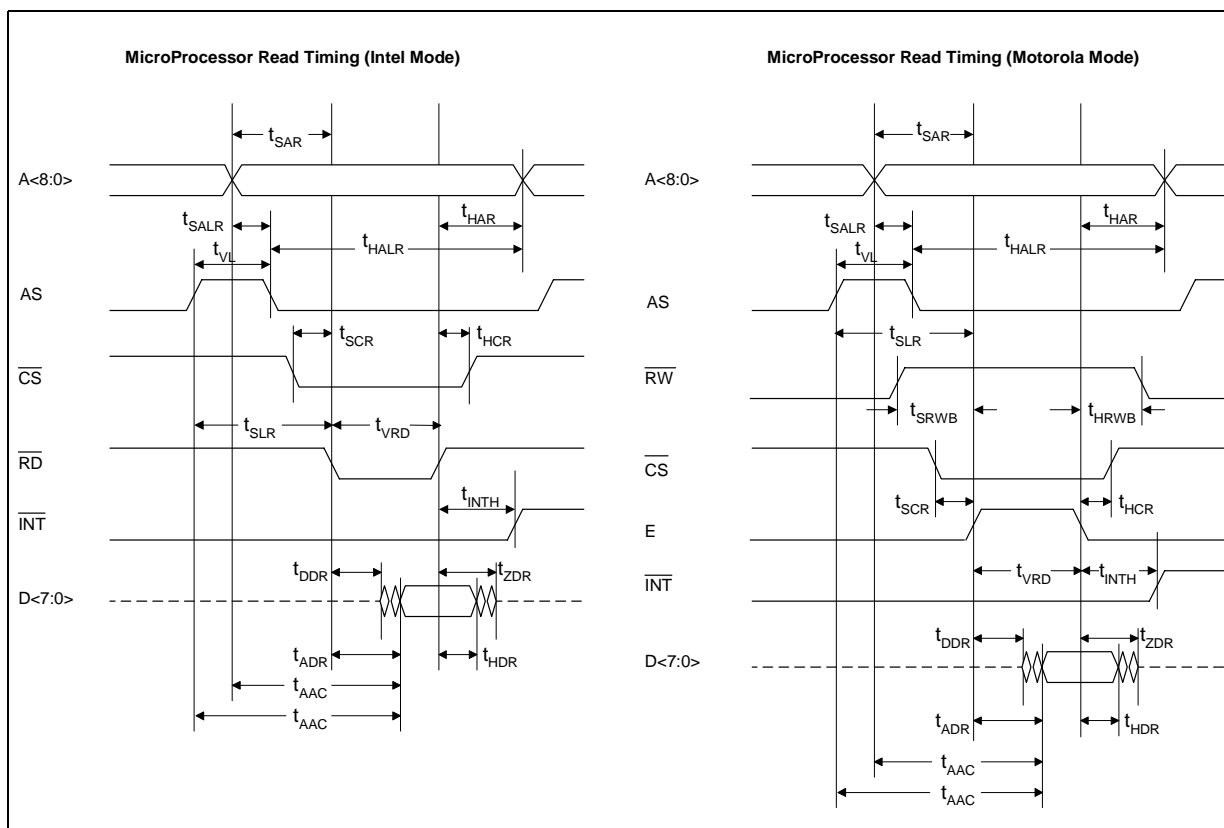 MicroProcessor Read Timing (Intel Mode)
tSAR
A<8:0>
tSALR
tHAR
tVL
tHALR
AS
tSCR
tHCR
CS
tSLR
tVRD
RD
tINTH
INT
tDDR
tZDR
D<7:0>
tADR
tHDR
tAAC
tAAC
MicroProcessor Read Timing (Motorola Mode)
tSAR
A<8:0>
tSALR
tHAR
tVL
tHALR
AS
tSLR
RW
tSRWB
tHRWB
CS
tSCR
tHCR
E
tVRD
tINTH
INT
tDDR
tZDR
D<7:0>
tADR
tHDR
tAAC
tAAC